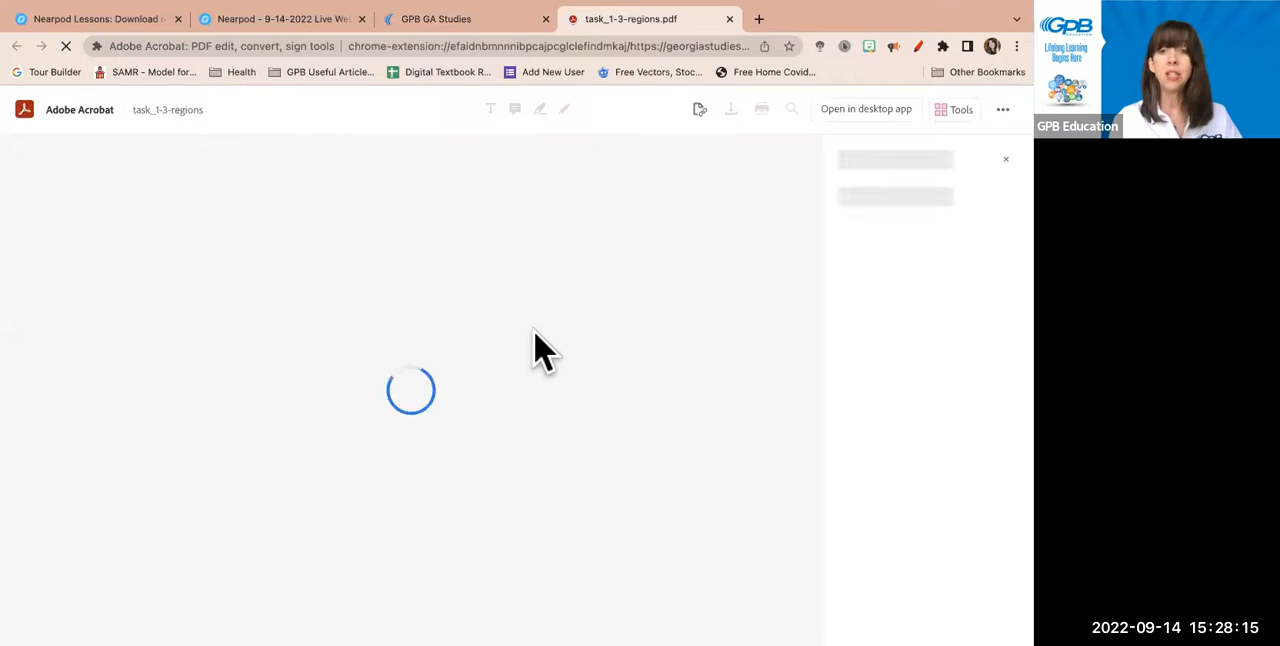 Nearpod Lessons: Download r
Nearpod - 9-14-2022 Live We
GPB GA Studies
task_1-3-regions.pdf
Adobe Acrobat: PDF edit, convert, sign tools | chrome-extension://efaidnbmnnnibpcajpcglclefindmkaj/https://georgiastudies...
Tour Builder
SAMR - Model for...
Health
GPB Useful Article...
Digital Textbook R...
Add New User
Free Vectors, Stoc...
Free Home Covid...
Other Bookmarks
Adobe Acrobat
task_1-3-regions
Open in desktop app
Tools
GPB
EDUCATION
Lifelong Learning
Begins Here
GPB
GPB Education
2022-09-14 15:28:15